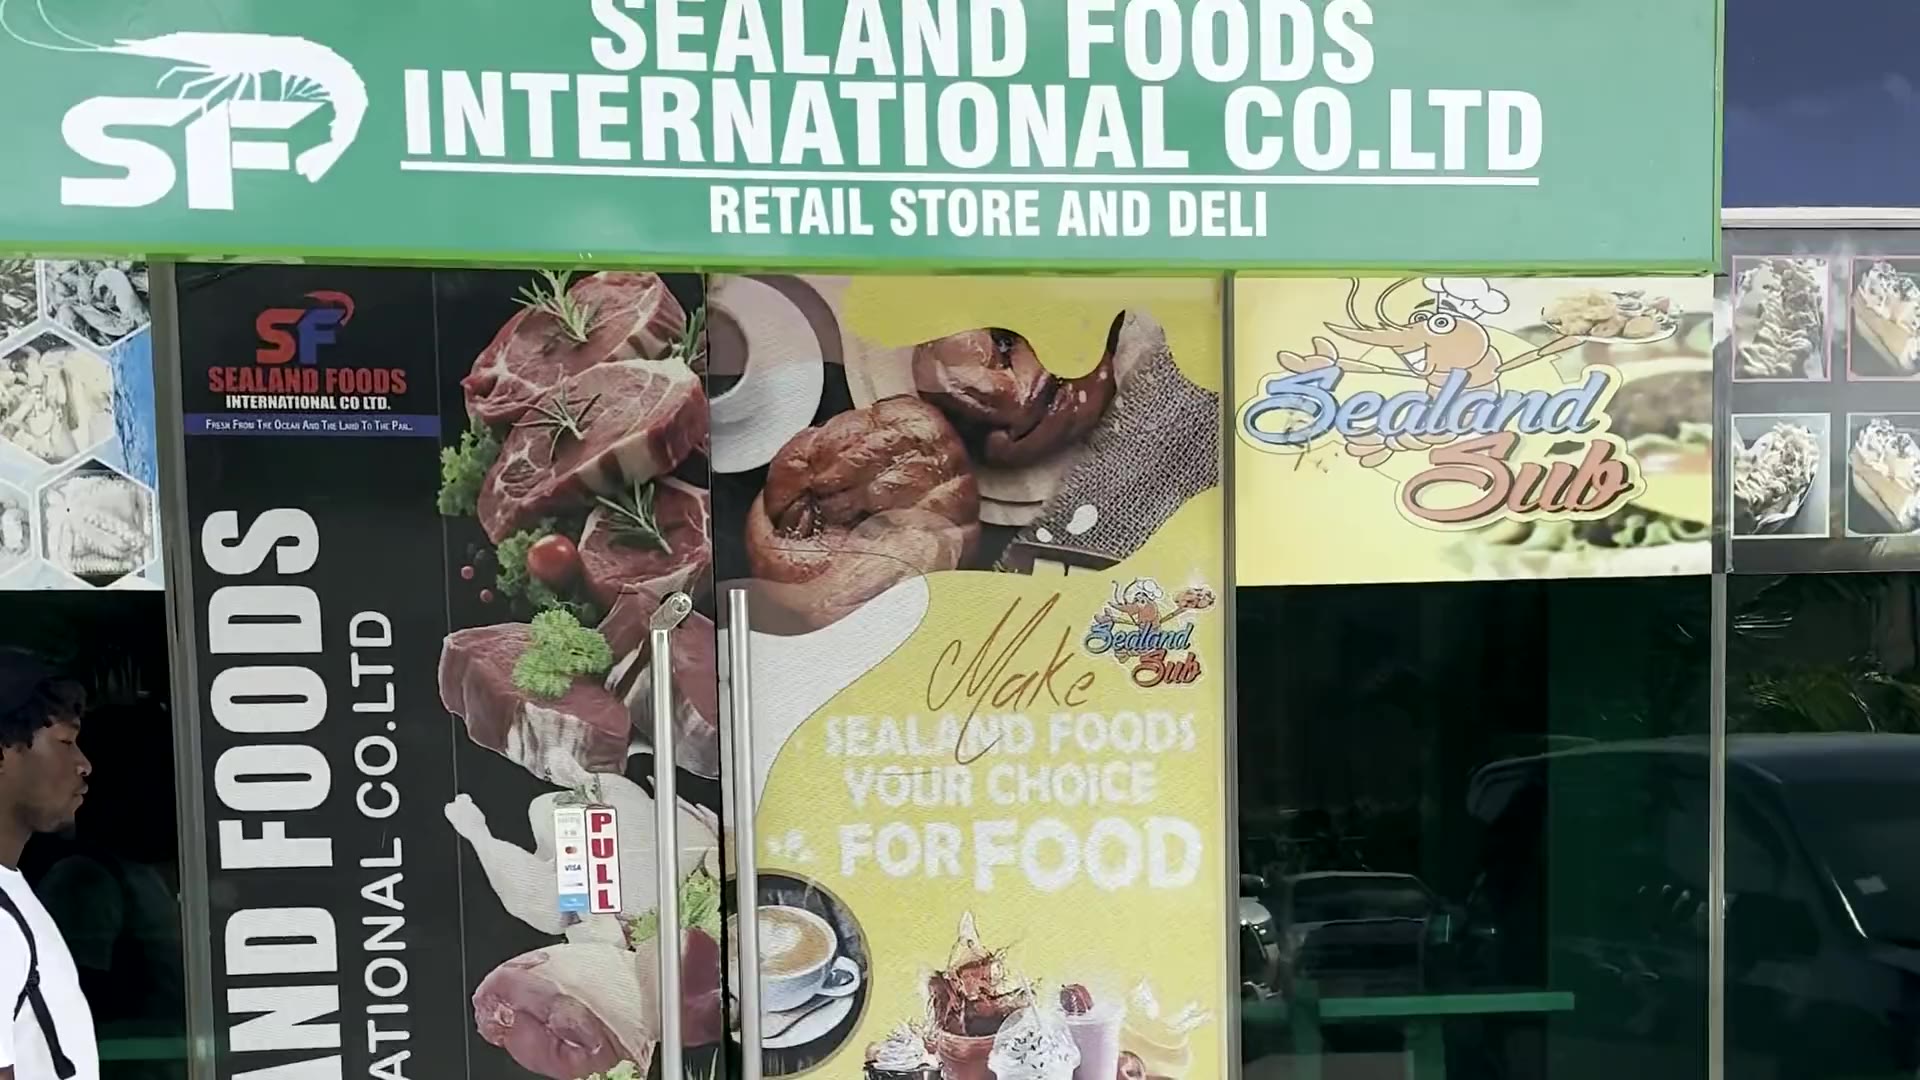 SEALAND FOODS
SF
INTERNATIONAL CO.LTD
RETAIL STORE AND DELI
SF
SEALAND FOODS
INTERNATIONAL CO LTD.
FRESH FROM THE OCEAN AND THE LAND TO THE PAN..
AND FOODS
ATIONAL CO.LTD
PULL
VISA
Make
Sealand
Sub
SEALAND FOODS
YOUR CHOICE
FOR FOOD
Sealand
Sub